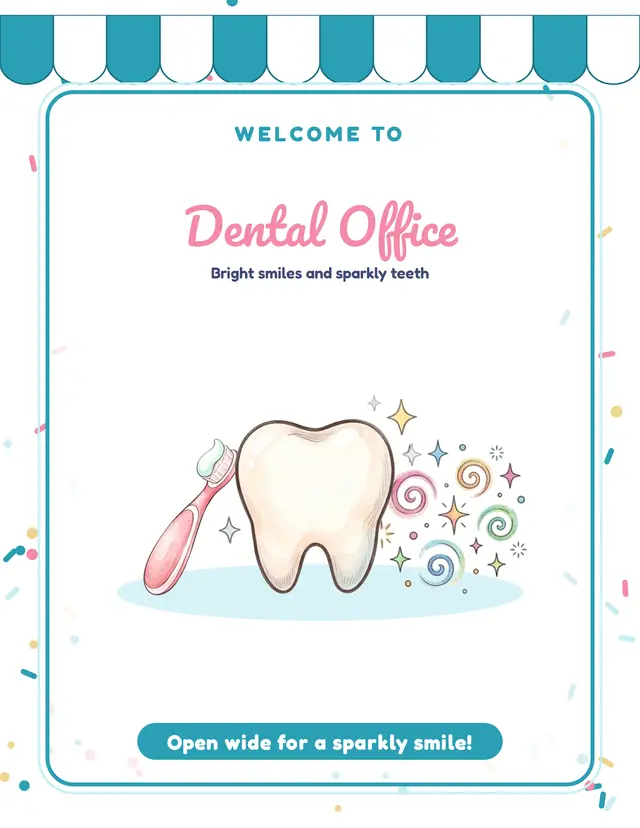 WELCOME TO
Dental Office
Bright smiles and sparkly teeth
Open wide for a sparkly smile!